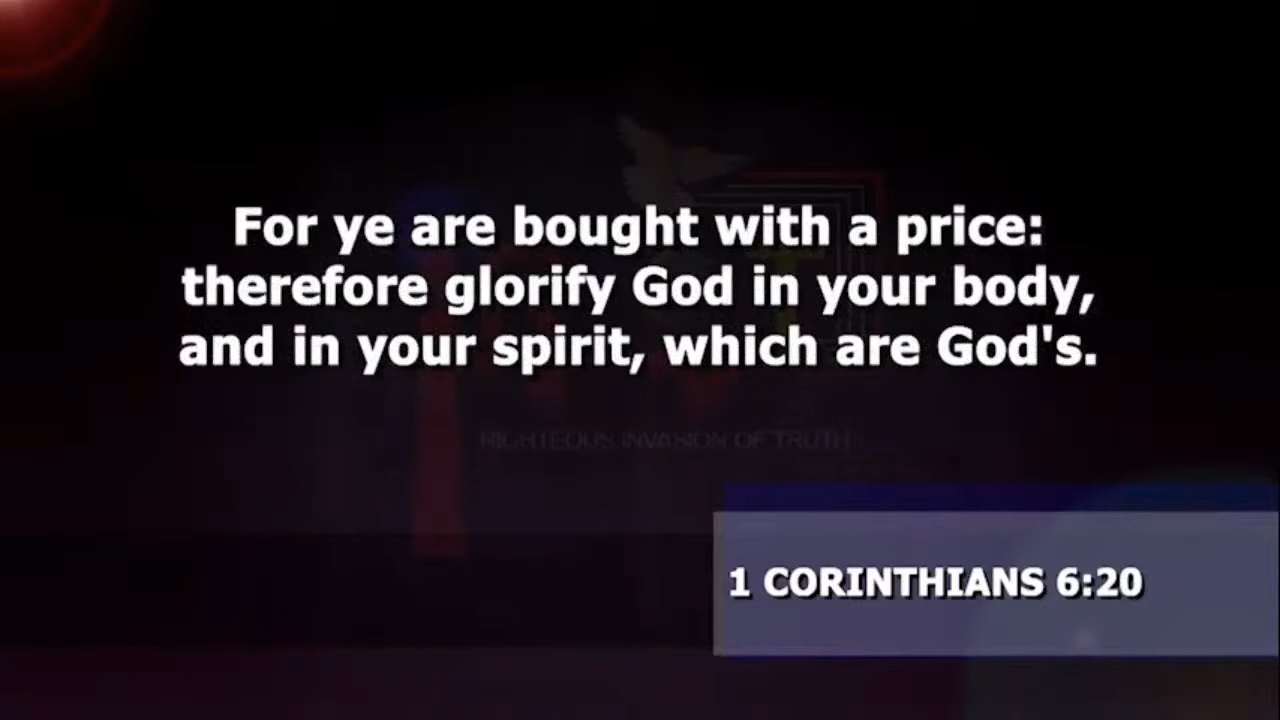 For ye are bought with a price:
therefore glorify God in your body,
and in your spirit, which are God's.
RIGHTEOUS INVASION OF TRUTH
1 CORINTHIANS 6:20